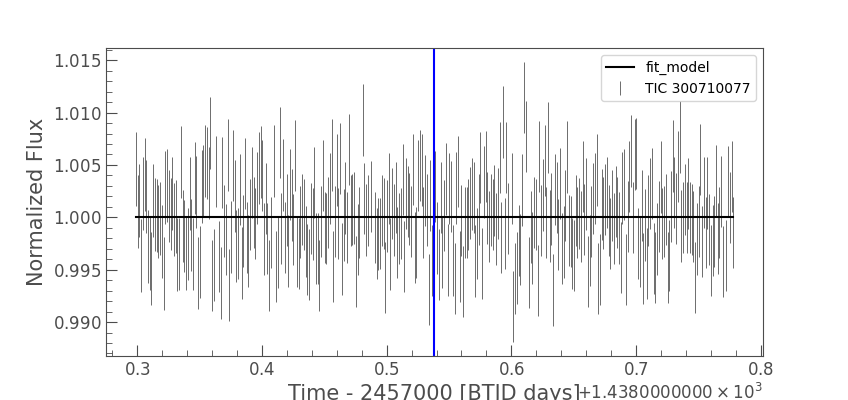 1.015
1.010
1.005
1.000
0.995
0.990
Normalized Flux
fit_model
TIC 300710077
0.3 0.4 0.5 0.6 0.7 0.8
Time - 2457000 [BTJD days]
+1.4380000000 × 10³